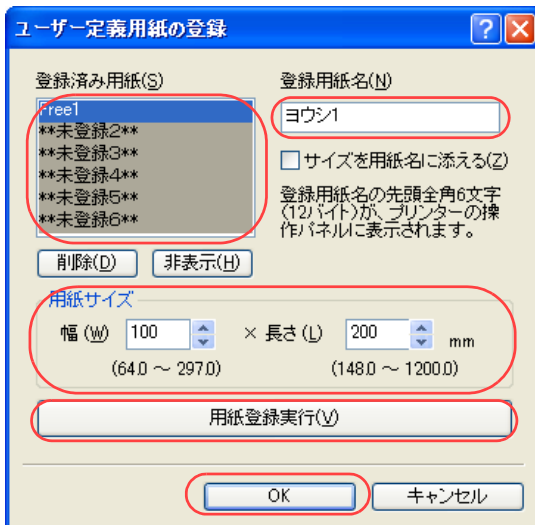 ユーザー定義用紙の登録
登録済み用紙(S)
登録用紙名(N)
Free1
**未登録2**
**未登録3**
**未登録4**
**未登録5**
**未登録6**
ヨウシ1
サイズを用紙名に添える(Z)
登録用紙名の先頭全角6文字
(12バイト)が、プリンターの操
作パネルに表示されます。
削除(D)
非表示(H)
用紙サイズ
幅(W) 100 × 長さ(L) 200 mm
(64.0 ~ 297.0) (148.0 ~ 1200.0)
用紙登録実行(V)
OK
キャンセル